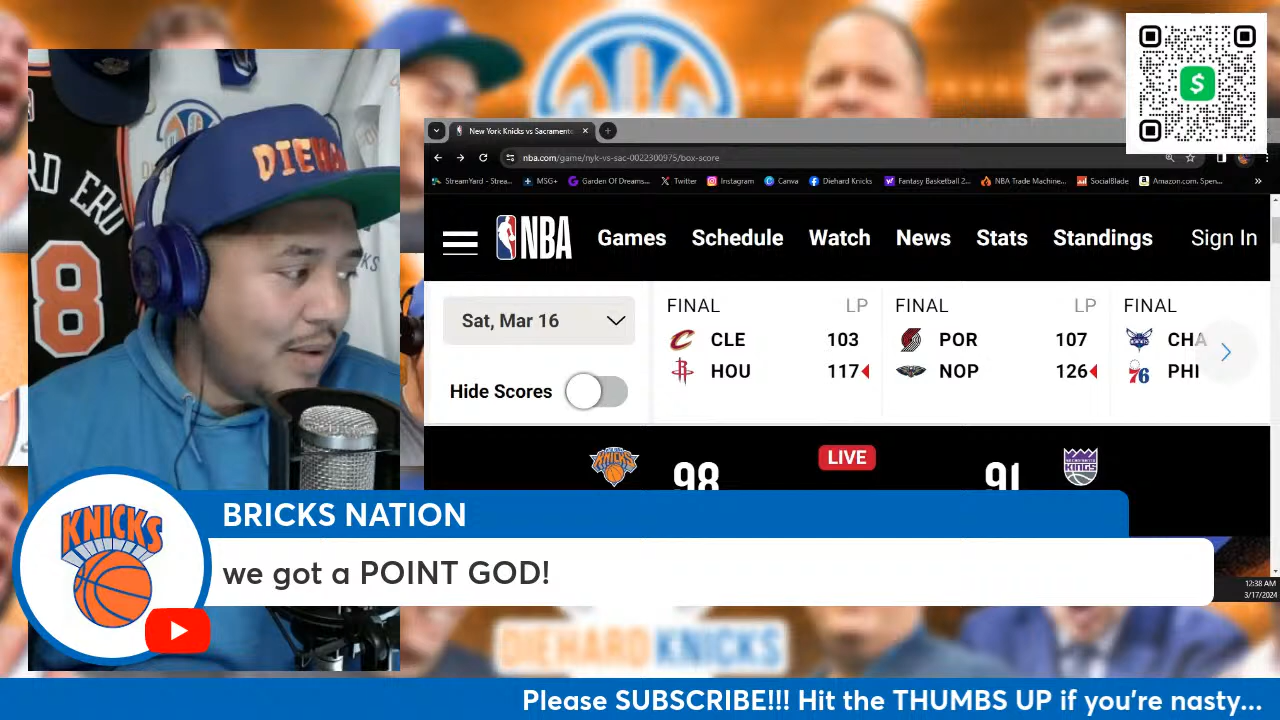 New York Knicks vs Sacramento
nba.com/game/nyk-vs-sac-0022300975/box-score
StreamYard - Strea...
MSG+
Garden Of Dreams...
Twitter
Instagram
Canva
Diehard Knicks
Fantasy Basketball 2...
NBA Trade Machine...
SocialBlade
Amazon.com. Spen...
NBA
Games Schedule Watch News Stats Standings Sign In
Sat, Mar 16
Hide Scores
FINAL LP
CLE 103
HOU 117
FINAL LP
POR 107
NOP 126
FINAL
CHA
PHI
98 LIVE 91
DIEHA
RD ERU
8
KS
KNICKS
BRICKS NATION
we got a POINT GOD!
12:38 AM
3/17/2024
DIEHARD KNICKS
Please SUBSCRIBE!!! Hit the THUMBS UP if you're nasty...